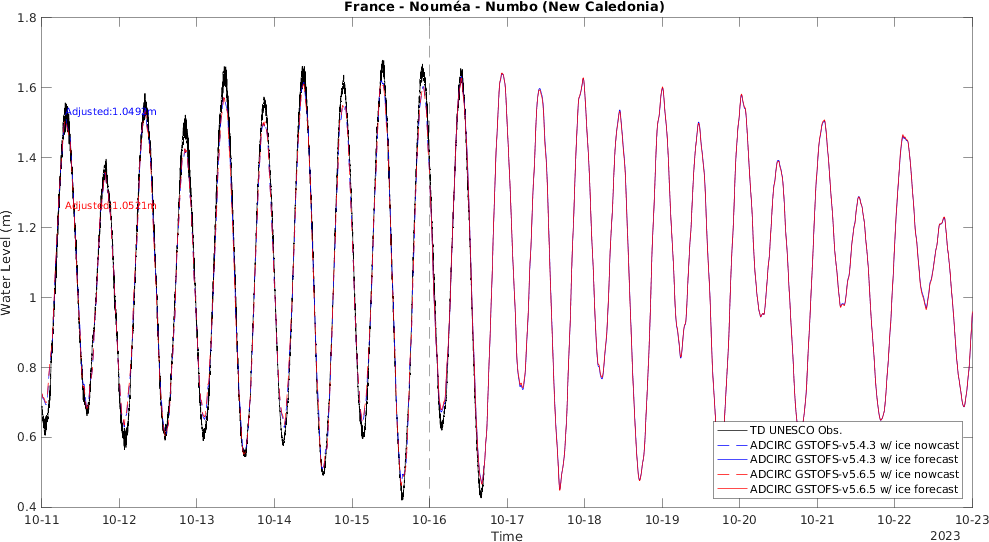 France - Nouméa - Numbo (New Caledonia)
Water Level (m)
1.8
1.6
1.4
1.2
1
0.8
0.6
0.4
Adjusted:1.0492m
Adjusted:1.0521m
TD UNESCO Obs.
ADCIRC GSTOFS-v5.4.3 w/ ice nowcast
ADCIRC GSTOFS-v5.4.3 w/ ice forecast
ADCIRC GSTOFS-v5.6.5 w/ ice nowcast
ADCIRC GSTOFS-v5.6.5 w/ ice forecast
10-11 10-12 10-13 10-14 10-15 10-16 10-17 10-18 10-19 10-20 10-21 10-22 10-23
Time
2023